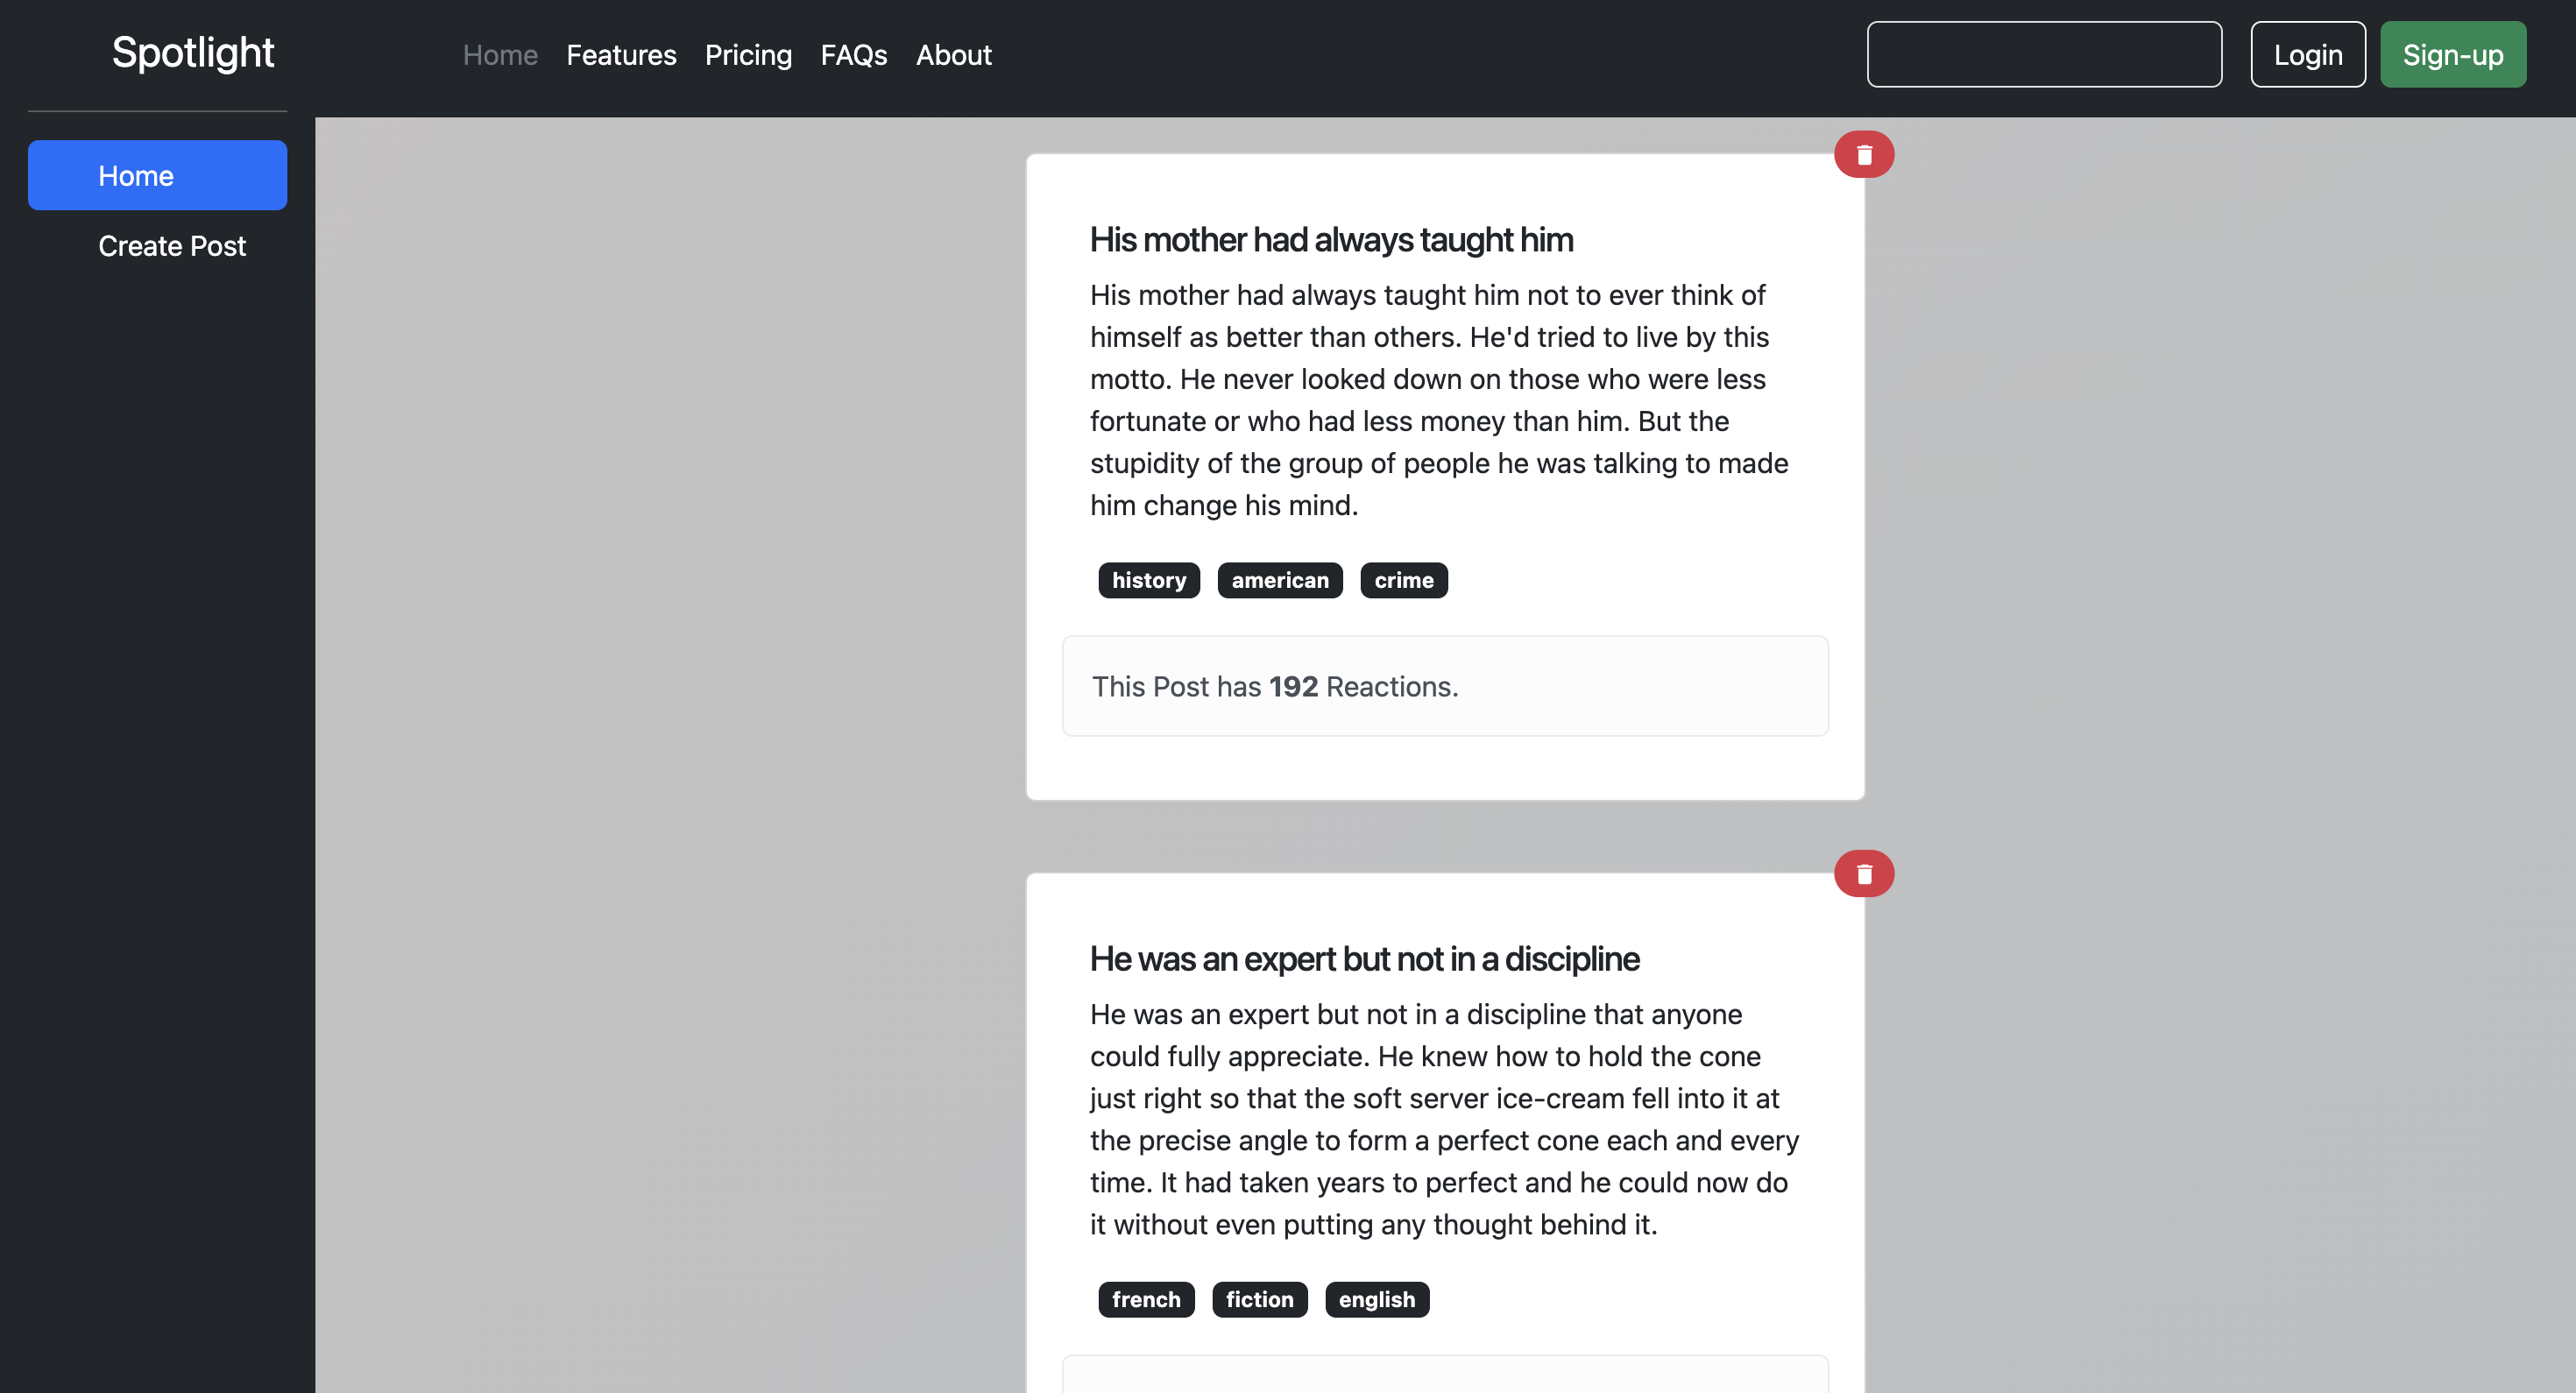 Spotlight
Home Features Pricing FAQs About
Login Sign-up
Home
Create Post
His mother had always taught him
His mother had always taught him not to ever think of
himself as better than others. He'd tried to live by this
motto. He never looked down on those who were less
fortunate or who had less money than him. But the
stupidity of the group of people he was talking to made
him change his mind.
history american crime
This Post has 192 Reactions.
He was an expert but not in a discipline
He was an expert but not in a discipline that anyone
could fully appreciate. He knew how to hold the cone
just right so that the soft server ice-cream fell into it at
the precise angle to form a perfect cone each and every
time. It had taken years to perfect and he could now do
it without even putting any thought behind it.
french fiction english